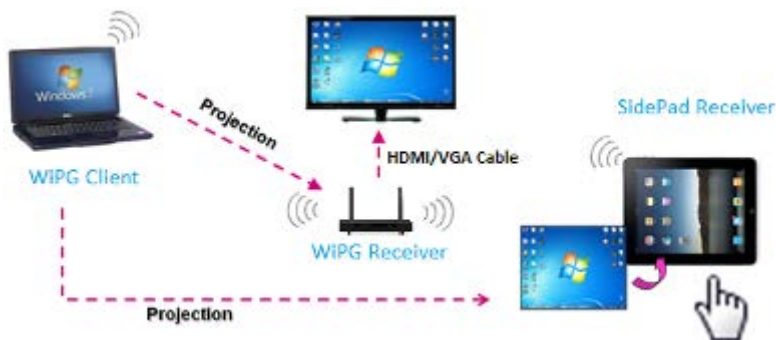 Windows 7
WiPG Client
Projection
HDMI/VGA Cable
WiPG Receiver
SidePad Receiver
Projection